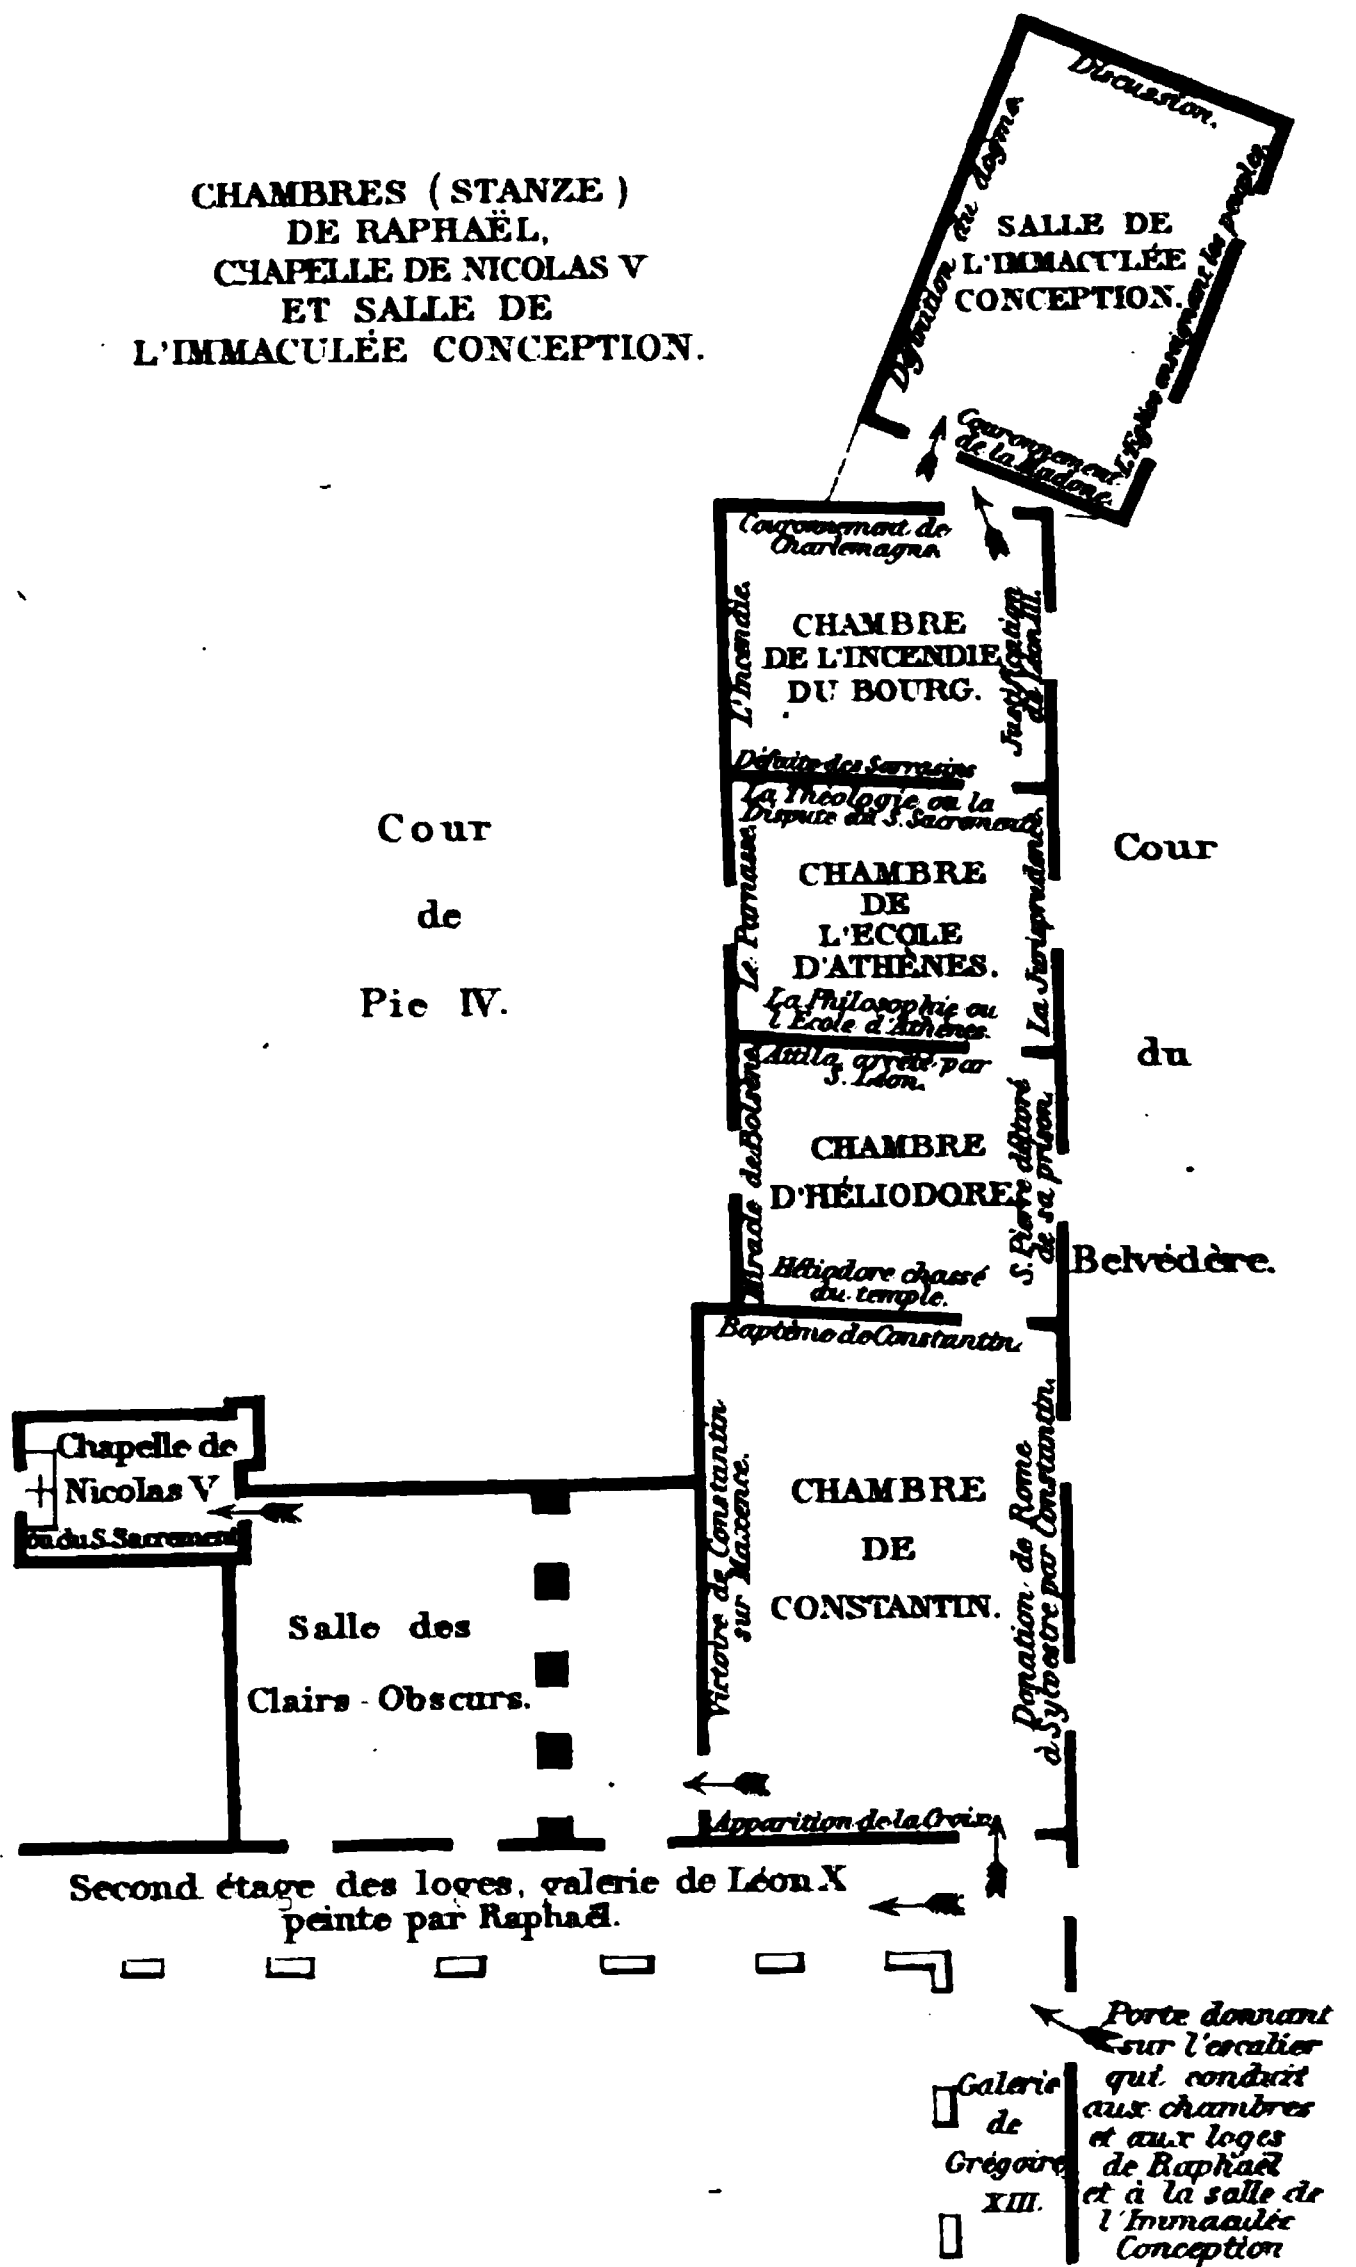 CHAMBRES (STANZE)
DE RAPHAËL,
CHAPELLE DE NICOLAS V
ET SALLE DE
L'IMMACULÉE CONCEPTION.
Discussion.
Définition du dogme.
SALLE DE
L'IMMACULÉE
CONCEPTION.
L'Église enseignant les peuples.
Couronnement
de la Madone.
Couronnement de
Charlemagne.
L'Incendie.
CHAMBRE
DE L'INCENDIE
DU BOURG.
Justification
de Léon III.
Défaite des Sarrasins
La Théologie ou la
Dispute du S. Sacrement.
Le Parnasse.
CHAMBRE
DE
L'ECOLE
D'ATHÈNES.
La Jurisprudence.
La Philosophie ou
l'Ecole d'Athènes.
Attila arrêté par
S. Léon.
Miracle de Bolsène
CHAMBRE
D'HÉLIODORE
S. Pierre délivré
de sa prison.
Héliodore chassé
du temple.
Baptême de Constantin.
Victoire de Constantin
sur Maxence.
CHAMBRE
DE
CONSTANTIN.
Donation de Rome
à Sylvestre par Constantin.
Apparition de la Croix
Cour
de
Pie IV.
Cour
du
Belvédère.
Chapelle de
Nicolas V
ou du S. Sacrement
Salle des
Clairs-Obscurs.
Second étage des loges, galerie de Léon X
peinte par Raphaël.
Galerie
de
Grégoire
XIII.
Porte donnant
sur l'escalier
qui conduit
aux chambres
et aux loges
de Raphaël
et à la salle de
l'Immaculée
Conception